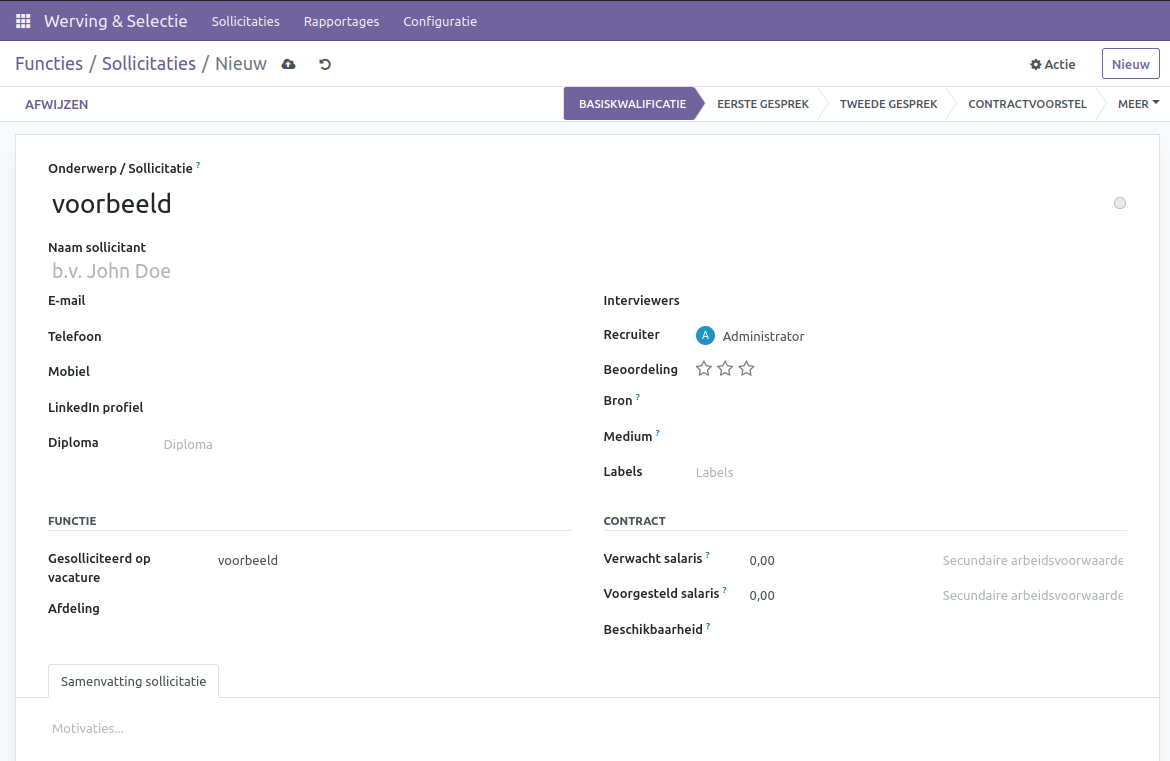 Werving & Selectie Sollicitaties Rapportages Configuratie
Functies / Sollicitaties / Nieuw Actie Nieuw
AFWIJZEN BASISKWALIFICATIE EERSTE GESPREK TWEEDE GESPREK CONTRACTVOORSTEL MEER
Onderwerp / Sollicitatie ?
voorbeeld
Naam sollicitant
b.v. John Doe
E-mail
Telefoon
Mobiel
LinkedIn profiel
Diploma Diploma
Interviewers
Recruiter A Administrator
Beoordeling
Bron ?
Medium ?
Labels Labels
FUNCTIE
Gesolliciteerd op voorbeeld
vacature
Afdeling
CONTRACT
Verwacht salaris ? 0,00 Secundaire arbeidsvoorwaarde
Voorgesteld salaris ? 0,00 Secundaire arbeidsvoorwaarde
Beschikbaarheid ?
Samenvatting sollicitatie
Motivaties...